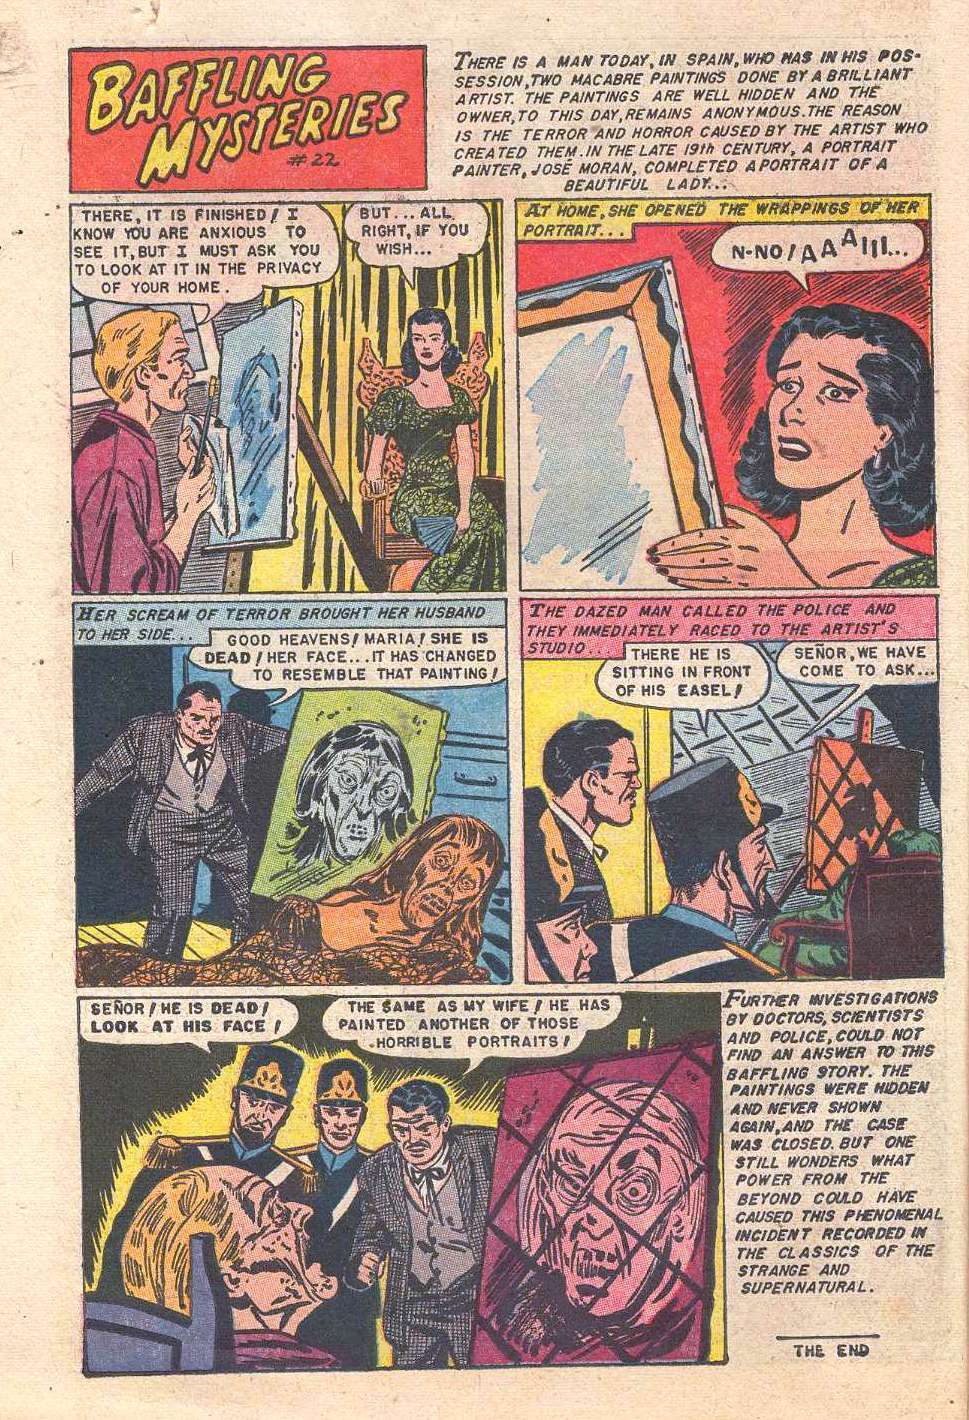 BAFFLING
MYSTERIES
#22
THERE IS A MAN TODAY, IN SPAIN, WHO HAS IN HIS POS-
SESSION, TWO MACABRE PAINTINGS DONE BY A BRILLIANT
ARTIST. THE PAINTINGS ARE WELL HIDDEN AND THE
OWNER, TO THIS DAY, REMAINS ANONYMOUS. THE REASON
IS THE TERROR AND HORROR CAUSED BY THE ARTIST WHO
CREATED THEM. IN THE LATE 19th CENTURY, A PORTRAIT
PAINTER, JOSÉ MORAN, COMPLETED A PORTRAIT OF A
BEAUTIFUL LADY...
THERE, IT IS FINISHED! I
KNOW YOU ARE ANXIOUS TO
SEE IT, BUT I MUST ASK YOU
TO LOOK AT IT IN THE PRIVACY
OF YOUR HOME.
BUT... ALL
RIGHT, IF YOU
WISH...
AT HOME, SHE OPENED THE WRAPPINGS OF HER
PORTRAIT...
N-NO! AAAIII...
HER SCREAM OF TERROR BROUGHT HER HUSBAND
TO HER SIDE...
GOOD HEAVENS! MARIA! SHE IS
DEAD! HER FACE... IT HAS CHANGED
TO RESEMBLE THAT PAINTING!
THE DAZED MAN CALLED THE POLICE AND
THEY IMMEDIATELY RACED TO THE ARTIST'S
STUDIO...
THERE HE IS
SITTING IN FRONT
OF HIS EASEL!
SEÑOR, WE HAVE
COME TO ASK...
SEÑOR! HE IS DEAD!
LOOK AT HIS FACE!
THE SAME AS MY WIFE! HE HAS
PAINTED ANOTHER OF THOSE
HORRIBLE PORTRAITS!
FURTHER INVESTIGATIONS
BY DOCTORS, SCIENTISTS
AND POLICE, COULD NOT
FIND AN ANSWER TO THIS
BAFFLING STORY. THE
PAINTINGS WERE HIDDEN
AND NEVER SHOWN
AGAIN, AND THE CASE
WAS CLOSED. BUT ONE
STILL WONDERS WHAT
POWER FROM THE
BEYOND COULD HAVE
CAUSED THIS PHENOMENAL
INCIDENT RECORDED IN
THE CLASSICS OF THE
STRANGE AND
SUPERNATURAL.
THE END